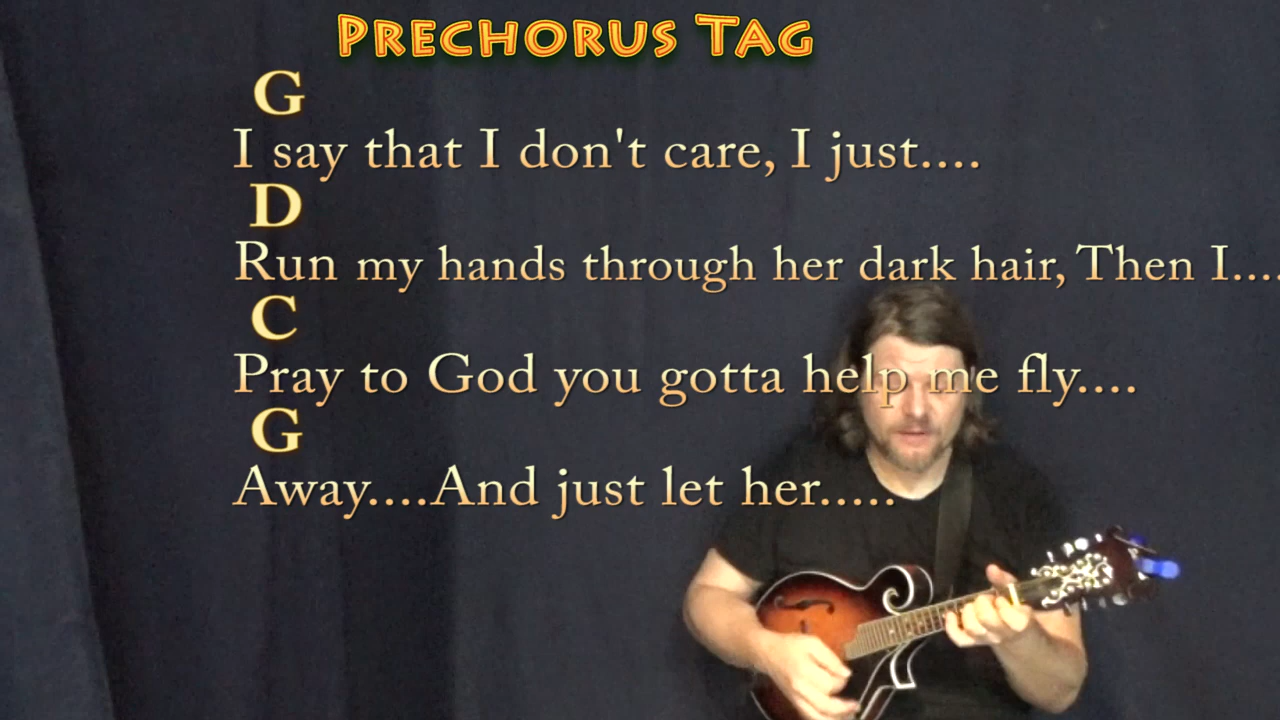 PRECHORUS TAG
G
I say that I don't care, I just....
D
Run my hands through her dark hair, Then I....
C
Pray to God you gotta help me fly....
G
Away....And just let her.....